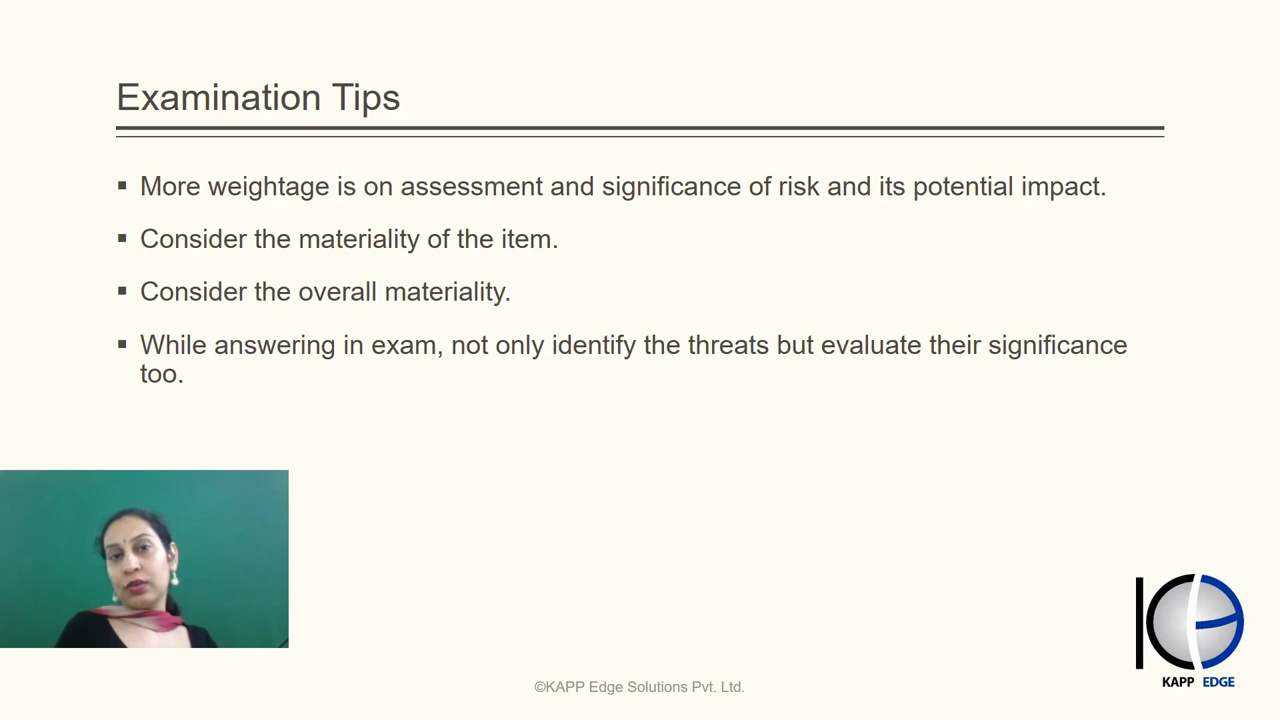 Examination Tips
▪ More weightage is on assessment and significance of risk and its potential impact.
▪ Consider the materiality of the item.
▪ Consider the overall materiality.
▪ While answering in exam, not only identify the threats but evaluate their significance
too.
KAPP EDGE
©KAPP Edge Solutions Pvt. Ltd.